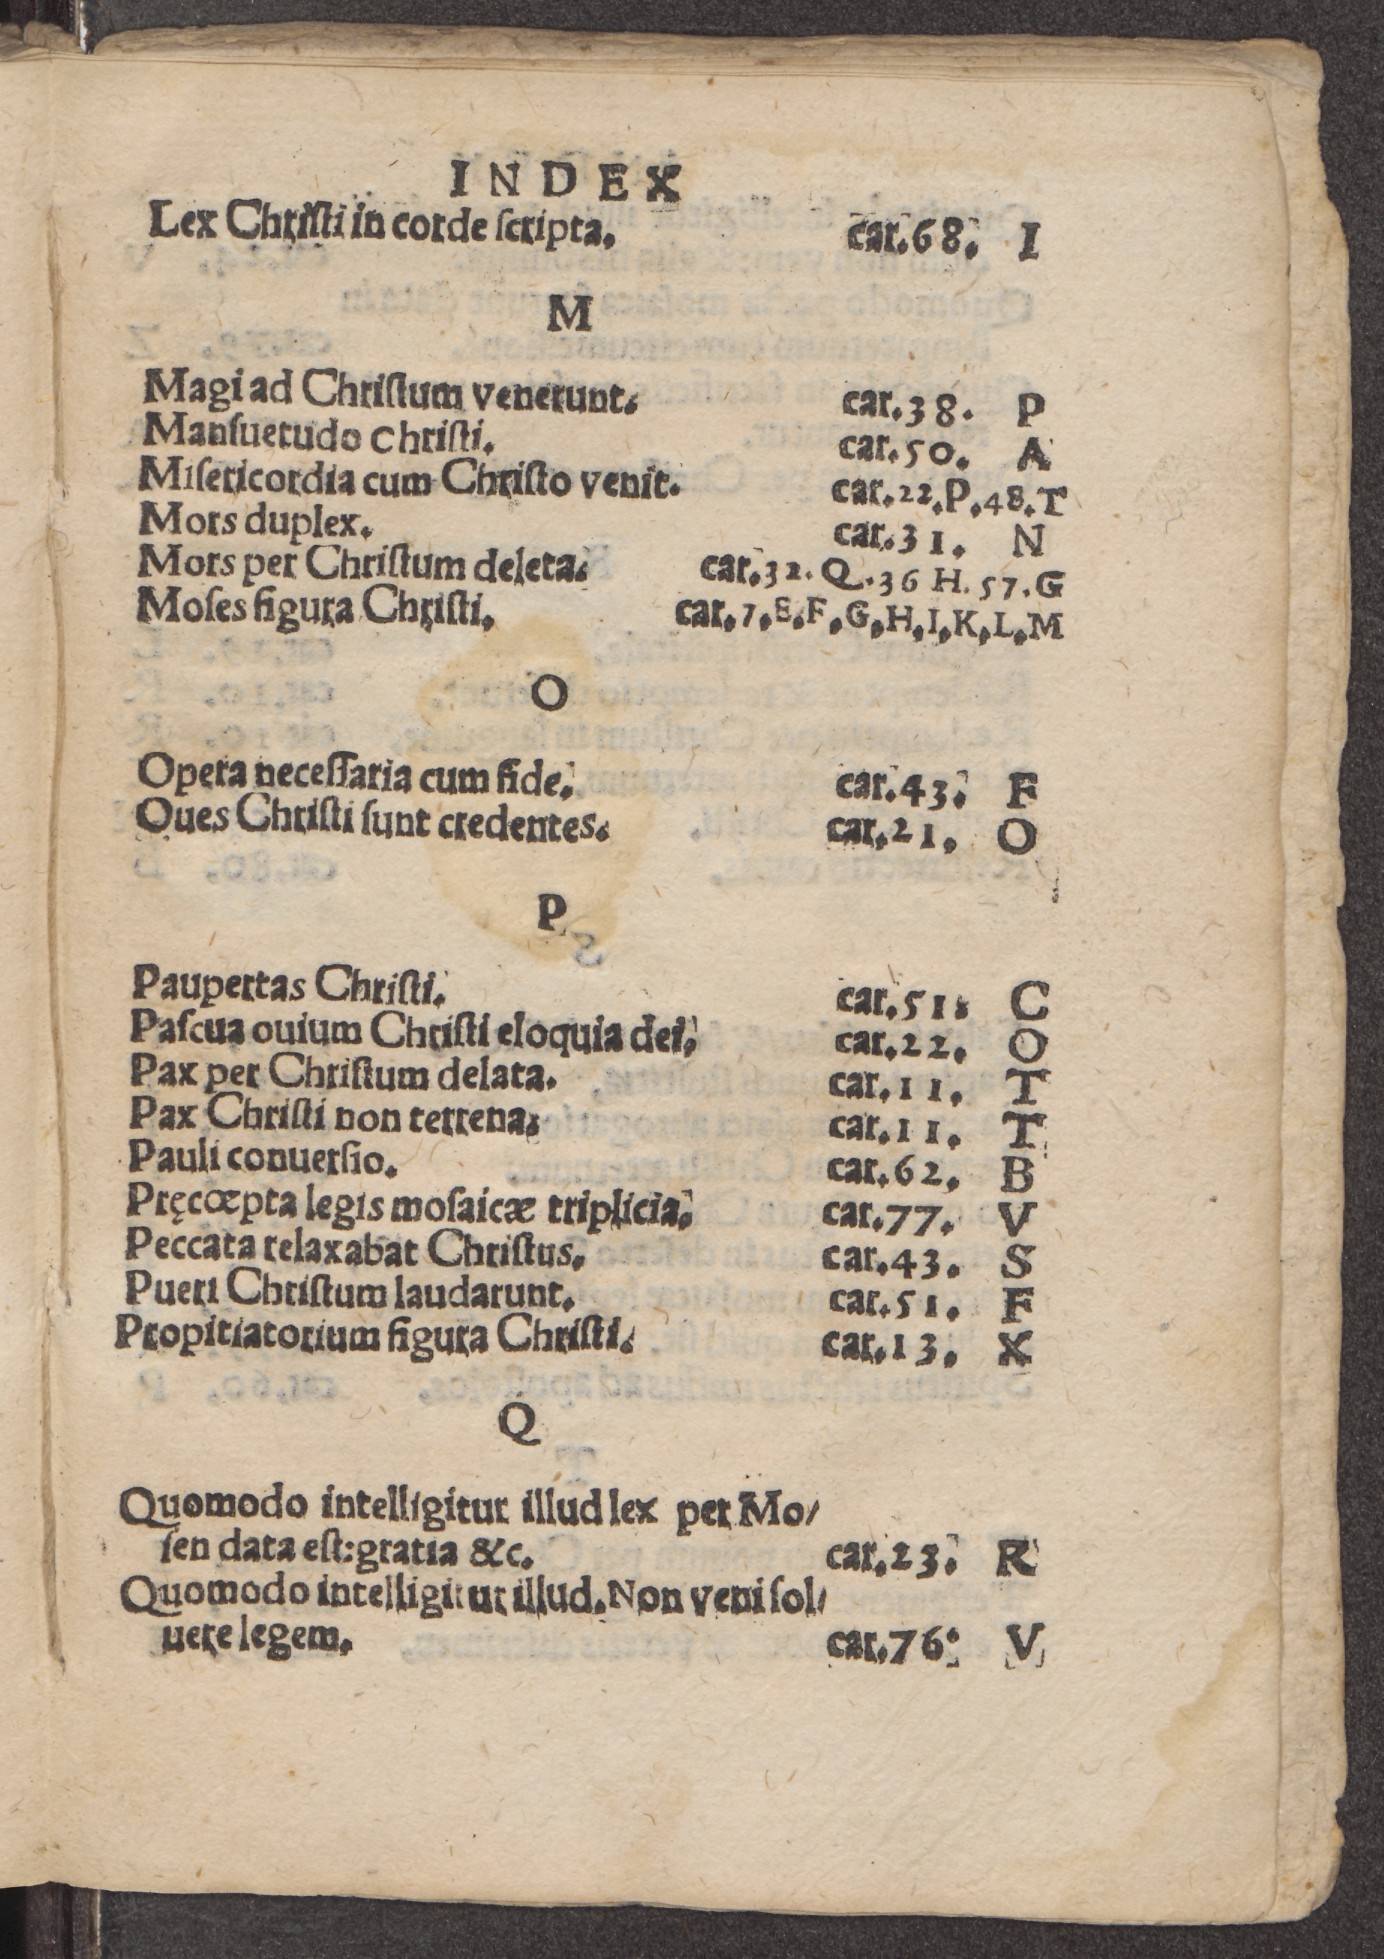 INDEX
Lex Chriſti in corde ſcripta. car.68. I
M
Magi ad Chriſtum venerunt. car.38. P
Manſuetudo Chriſti. car.50. A
Miſericordia cum Chriſto venit. car.22.P.48.T
Mors duplex. car.31. N
Mors per Chriſtum deleta. car.32. Q.36 H.57.G
Moſes figura Chriſti. car.7.E.F.G.H.I.K.L.M
O
Opera neceſſaria cum fide. car.43. F
Oues Chriſti ſunt credentes. car.21. O
P
Paupertas Chriſti. car.51. C
Paſcua ouium Chriſti eloquia dei. car.22. O
Pax per Chriſtum delata. car.11. T
Pax Chriſti non terrena. car.11. T
Pauli conuerſio. car.62. B
Pręcœpta legis moſaicæ triplicia. car.77. V
Peccata relaxabat Chriſtus. car.43. S
Pueri Chriſtum laudarunt. car.51. F
Propitiatorium figura Chriſti. car.13. X
Q
Quomodo intelligitur illud lex per Mo/
ſen data eſt:gratia &c. car.23. R
Quomodo intelligitur illud.Non veni ſol/
uere legem. car.76. V